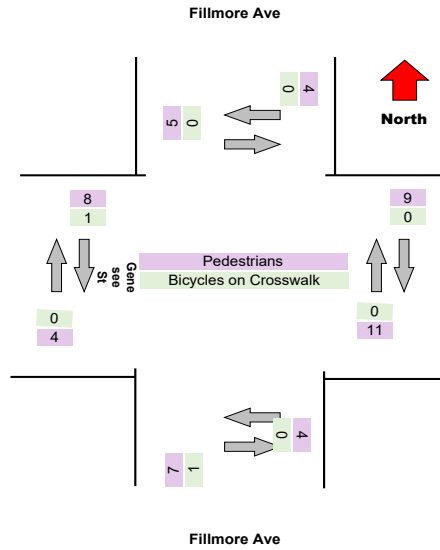 Fillmore Ave
0 4
5 0
North
8
1
9
0
Gene
see
St
Pedestrians
Bicycles on Crosswalk
0
4
0
11
0 4
7 1
Fillmore Ave